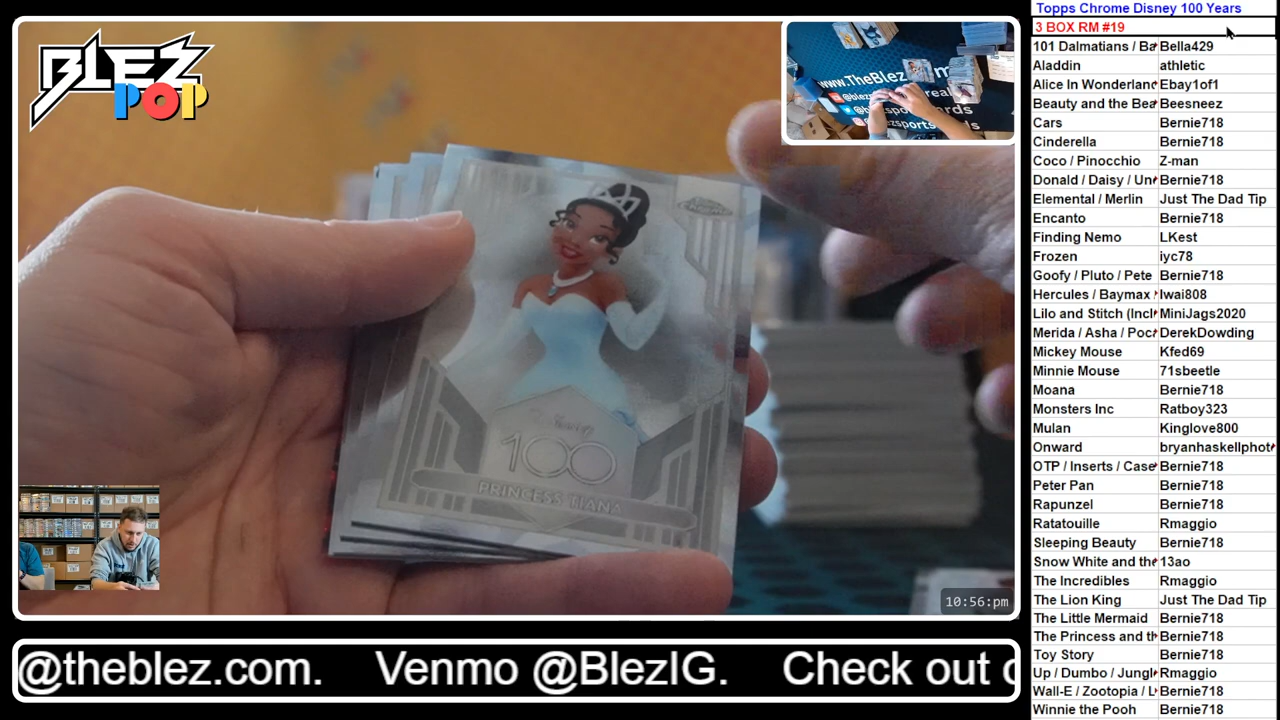 BLEZ
POP
www.TheBlez
100
PRINCESS TIANA
10:56:pm
@theblez.com. Venmo @BlezIG. Check out
Topps Chrome Disney 100 Years
3 BOX RM #19
101 Dalmatians / Ba Bella429
Aladdin athletic
Alice In Wonderland Ebay1of1
Beauty and the Bea Beesneez
Cars Bernie718
Cinderella Bernie718
Coco / Pinocchio Z-man
Donald / Daisy / Un Bernie718
Elemental / Merlin Just The Dad Tip
Encanto Bernie718
Finding Nemo LKest
Frozen iyc78
Goofy / Pluto / Pete Bernie718
Hercules / Baymax Iwai808
Lilo and Stitch (Incl MiniJags2020
Merida / Asha / Poc DerekDowding
Mickey Mouse Kfed69
Minnie Mouse 71sbeetle
Moana Bernie718
Monsters Inc Ratboy323
Mulan Kinglove800
Onward bryanhaskellphot
OTP / Inserts / Case Bernie718
Peter Pan Bernie718
Rapunzel Bernie718
Ratatouille Rmaggio
Sleeping Beauty Bernie718
Snow White and the 13ao
The Incredibles Rmaggio
The Lion King Just The Dad Tip
The Little Mermaid Bernie718
The Princess and th Bernie718
Toy Story Bernie718
Up / Dumbo / Jungl Rmaggio
Wall-E / Zootopia / L Bernie718
Winnie the Pooh Bernie718